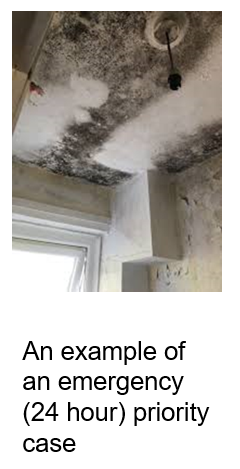 An example of
an emergency
(24 hour) priority
case